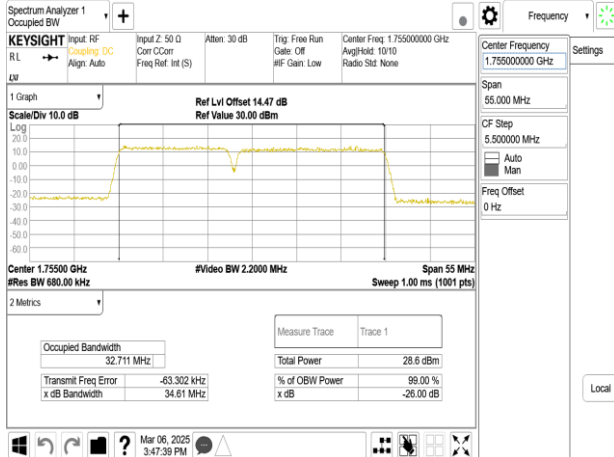 Spectrum Analyzer 1
Occupied BW
+
Frequency
KEYSIGHT
RL
Input: RF
Coupling: DC
Align: Auto
Input Z: 50 Ω
Corr CCorr
Freq Ref: Int (S)
Atten: 30 dB
Trig: Free Run
Gate: Off
#IF Gain: Low
Center Freq: 1.755000000 GHz
Avg|Hold: 10/10
Radio Std: None
Center Frequency
1.755000000 GHz
Settings
Span
55.000 MHz
CF Step
5.500000 MHz
Auto
Man
Freq Offset
0 Hz
1 Graph
Scale/Div 10.0 dB
Ref Lvl Offset 14.47 dB
Ref Value 30.00 dBm
Log
20.0
10.0
0.00
-10.0
-20.0
-30.0
-40.0
-50.0
-60.0
Center 1.75500 GHz
#Res BW 680.00 kHz
#Video BW 2.2000 MHz
Span 55 MHz
Sweep 1.00 ms (1001 pts)
2 Metrics
Measure Trace Trace 1
Occupied Bandwidth
32.711 MHz
Total Power 28.6 dBm
Transmit Freq Error -63.302 kHz
% of OBW Power 99.00 %
x dB Bandwidth 34.61 MHz
x dB -26.00 dB
Local
?
Mar 06, 2025
3:47:39 PM